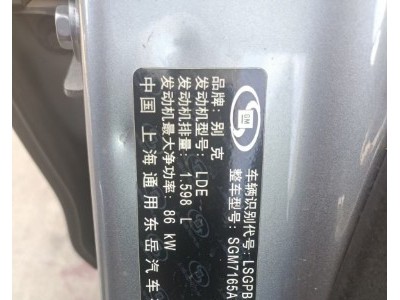 GM
车辆识别代号: LSGPB
整车型号: SGM7165A
品牌: 别克
发动机型号: LDE
发动机排量: 1.598 L
发动机最大净功率: 86 kW
中国 上海通用东岳汽车